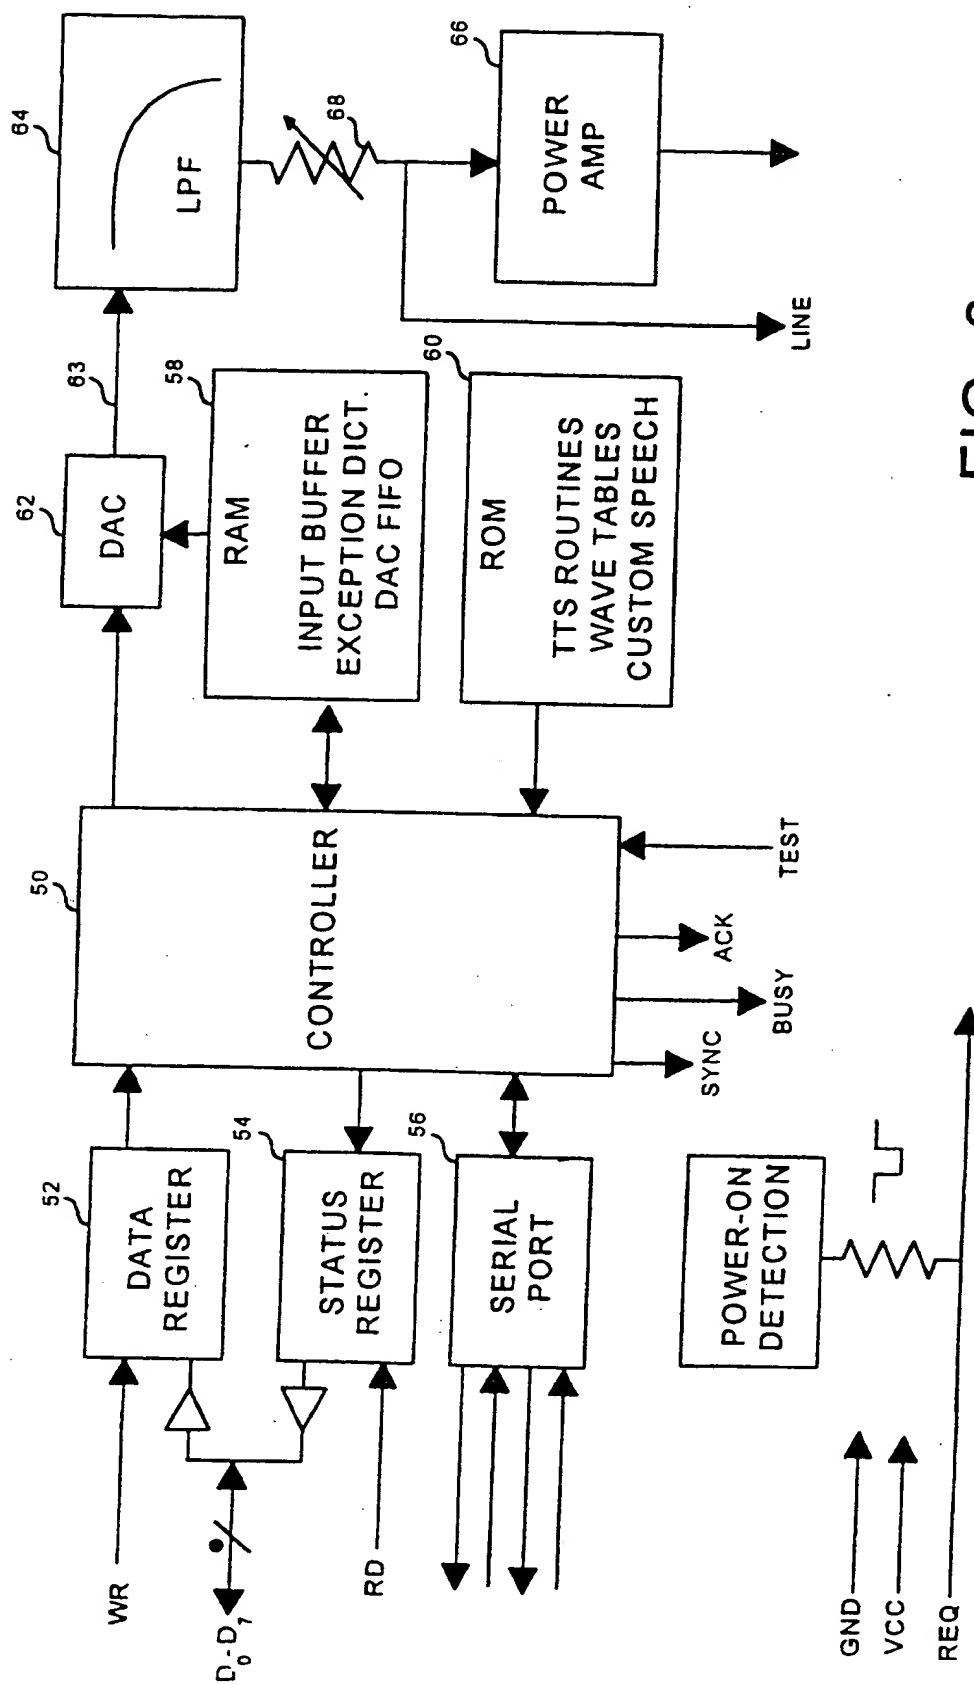 WR
D0-D7
RD
52
DATA
REGISTER
54
STATUS
REGISTER
56
SERIAL
PORT
50
CONTROLLER
SYNC
BUSY
ACK
TEST
62
DAC
63
58
RAM
INPUT BUFFER
EXCEPTION DICT.
DAC FIFO
60
ROM
TTS ROUTINES
WAVE TABLES
CUSTOM SPEECH
64
LPF
68
66
POWER
AMP
LINE
POWER-ON
DETECTION
GND
VCC
REQ
FIG.